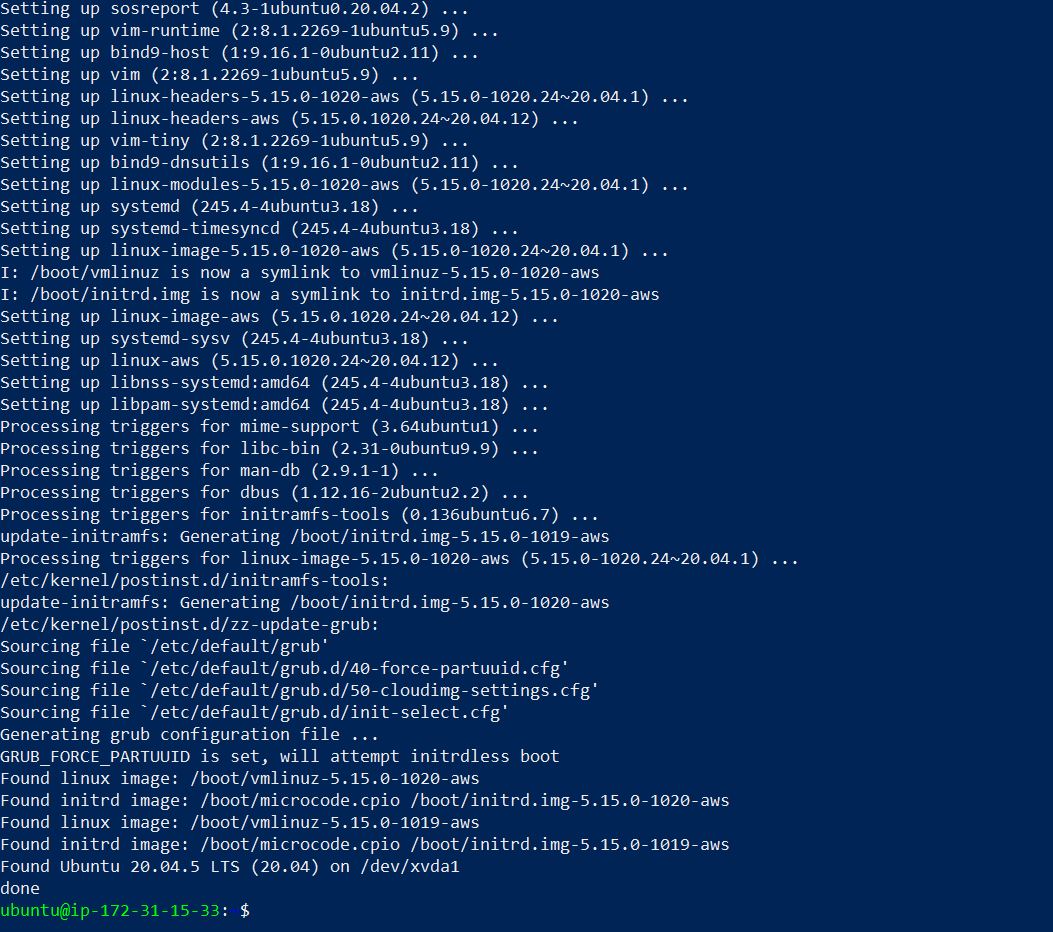 Setting up sosreport (4.3-1ubuntu0.20.04.2) ...
Setting up vim-runtime (2:8.1.2269-1ubuntu5.9) ...
Setting up bind9-host (1:9.16.1-0ubuntu2.11) ...
Setting up vim (2:8.1.2269-1ubuntu5.9) ...
Setting up linux-headers-5.15.0-1020-aws (5.15.0-1020.24~20.04.1) ...
Setting up linux-headers-aws (5.15.0.1020.24~20.04.12) ...
Setting up vim-tiny (2:8.1.2269-1ubuntu5.9) ...
Setting up bind9-dnsutils (1:9.16.1-0ubuntu2.11) ...
Setting up linux-modules-5.15.0-1020-aws (5.15.0-1020.24~20.04.1) ...
Setting up systemd (245.4-4ubuntu3.18) ...
Setting up systemd-timesyncd (245.4-4ubuntu3.18) ...
Setting up linux-image-5.15.0-1020-aws (5.15.0-1020.24~20.04.1) ...
I: /boot/vmlinuz is now a symlink to vmlinuz-5.15.0-1020-aws
I: /boot/initrd.img is now a symlink to initrd.img-5.15.0-1020-aws
Setting up linux-image-aws (5.15.0.1020.24~20.04.12) ...
Setting up systemd-sysv (245.4-4ubuntu3.18) ...
Setting up linux-aws (5.15.0.1020.24~20.04.12) ...
Setting up libnss-systemd:amd64 (245.4-4ubuntu3.18) ...
Setting up libpam-systemd:amd64 (245.4-4ubuntu3.18) ...
Processing triggers for mime-support (3.64ubuntu1) ...
Processing triggers for libc-bin (2.31-0ubuntu9.9) ...
Processing triggers for man-db (2.9.1-1) ...
Processing triggers for dbus (1.12.16-2ubuntu2.2) ...
Processing triggers for initramfs-tools (0.136ubuntu6.7) ...
update-initramfs: Generating /boot/initrd.img-5.15.0-1019-aws
Processing triggers for linux-image-5.15.0-1020-aws (5.15.0-1020.24~20.04.1) ...
/etc/kernel/postinst.d/initramfs-tools:
update-initramfs: Generating /boot/initrd.img-5.15.0-1020-aws
/etc/kernel/postinst.d/zz-update-grub:
Sourcing file `/etc/default/grub'
Sourcing file `/etc/default/grub.d/40-force-partuuid.cfg'
Sourcing file `/etc/default/grub.d/50-cloudimg-settings.cfg'
Sourcing file `/etc/default/grub.d/init-select.cfg'
Generating grub configuration file ...
GRUB_FORCE_PARTUUID is set, will attempt initrdless boot
Found linux image: /boot/vmlinuz-5.15.0-1020-aws
Found initrd image: /boot/microcode.cpio /boot/initrd.img-5.15.0-1020-aws
Found linux image: /boot/vmlinuz-5.15.0-1019-aws
Found initrd image: /boot/microcode.cpio /boot/initrd.img-5.15.0-1019-aws
Found Ubuntu 20.04.5 LTS (20.04) on /dev/xvda1
done
ubuntu@ip-172-31-15-33: $